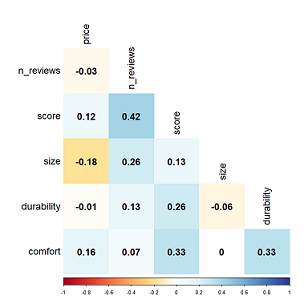 price
n_reviews
score
size
durability
n_reviews -0.03
score 0.12 0.42
size -0.18 0.26 0.13
durability -0.01 0.13 0.26 -0.06
comfort 0.16 0.07 0.33 0 0.33
-1 -0.8 -0.6 -0.4 -0.2 0 0.2 0.4 0.6 0.8 1